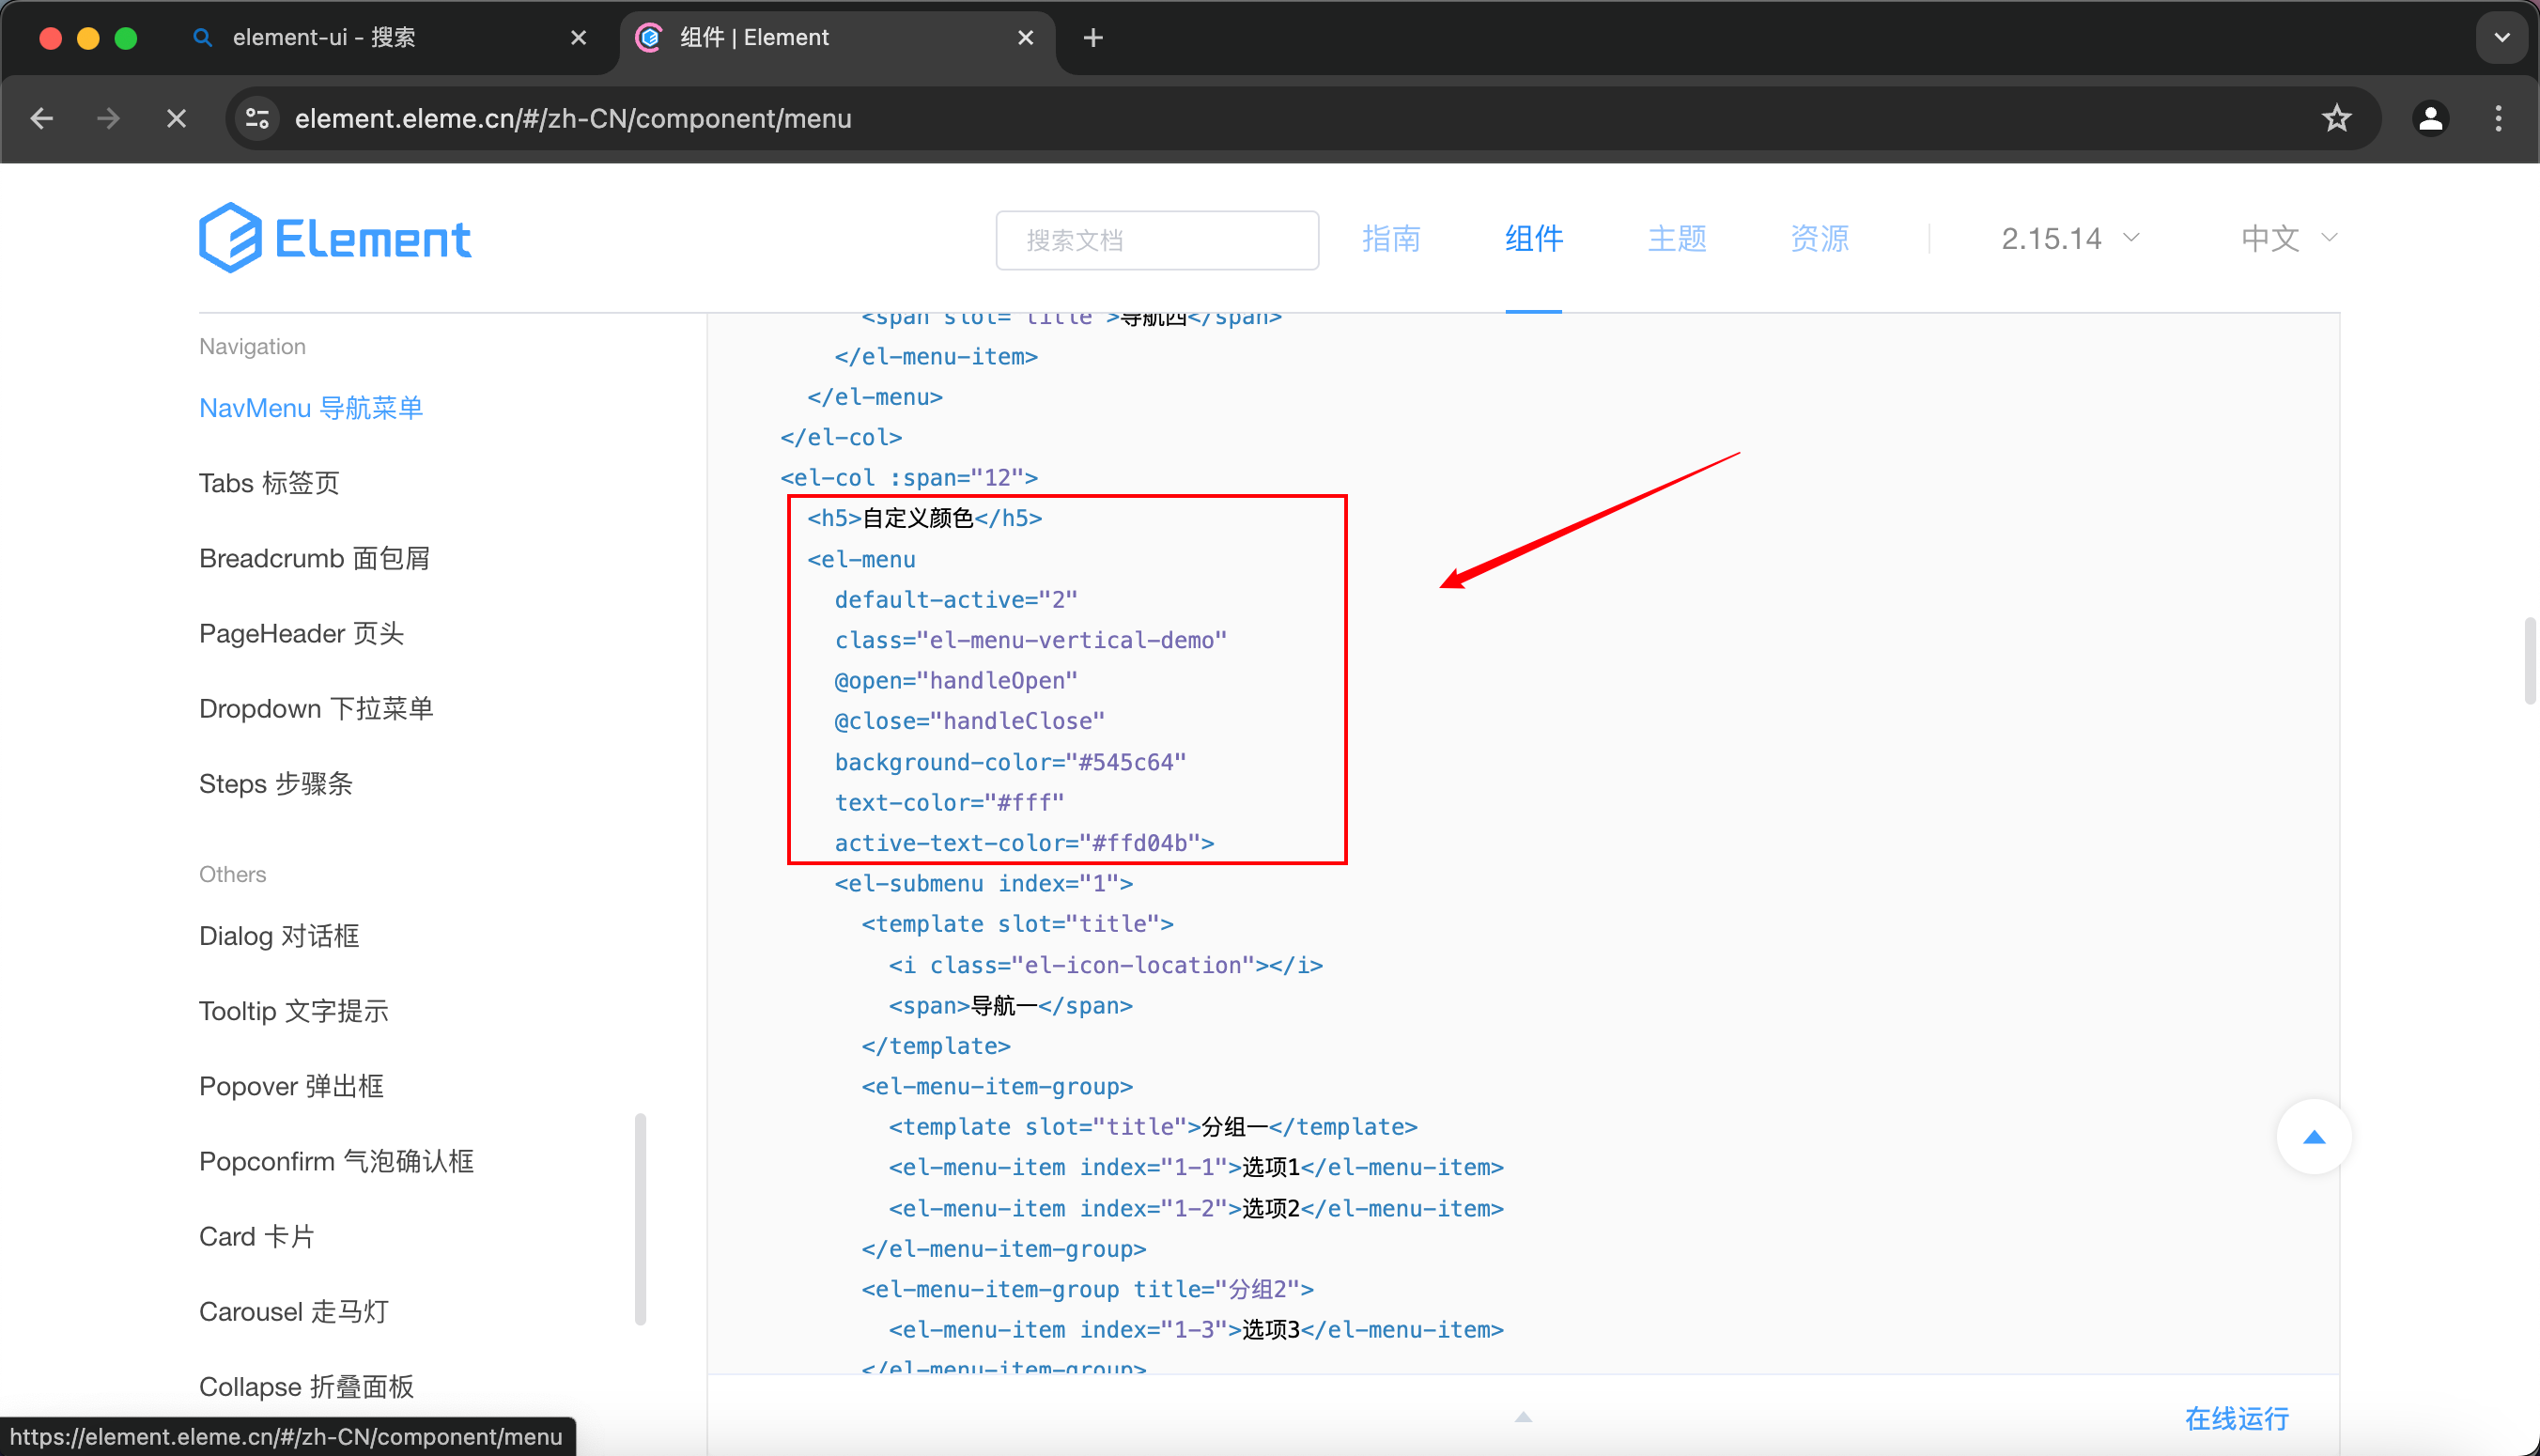 element-ui - 搜索
组件 | Element
element.eleme.cn/#/zh-CN/component/menu
Element
搜索文档
指南
组件
主题
资源
2.15.14
中文
Navigation
NavMenu 导航菜单
Tabs 标签页
Breadcrumb 面包屑
PageHeader 页头
Dropdown 下拉菜单
Steps 步骤条
Others
Dialog 对话框
Tooltip 文字提示
Popover 弹出框
Popconfirm 气泡确认框
Card 卡片
Carousel 走马灯
Collapse 折叠面板
<span slot="title">导航四</span>
</el-menu-item>
</el-menu>
</el-col>
<el-col :span="12">
<h5>自定义颜色</h5>
<el-menu
default-active="2"
class="el-menu-vertical-demo"
@open="handleOpen"
@close="handleClose"
background-color="#545c64"
text-color="#fff"
active-text-color="#ffd04b">
<el-submenu index="1">
<template slot="title">
<i class="el-icon-location"></i>
<span>导航一</span>
</template>
<el-menu-item-group>
<template slot="title">分组一</template>
<el-menu-item index="1-1">选项1</el-menu-item>
<el-menu-item index="1-2">选项2</el-menu-item>
</el-menu-item-group>
<el-menu-item-group title="分组2">
<el-menu-item index="1-3">选项3</el-menu-item>
</el-menu-item-group>
在线运行
https://element.eleme.cn/#/zh-CN/component/menu